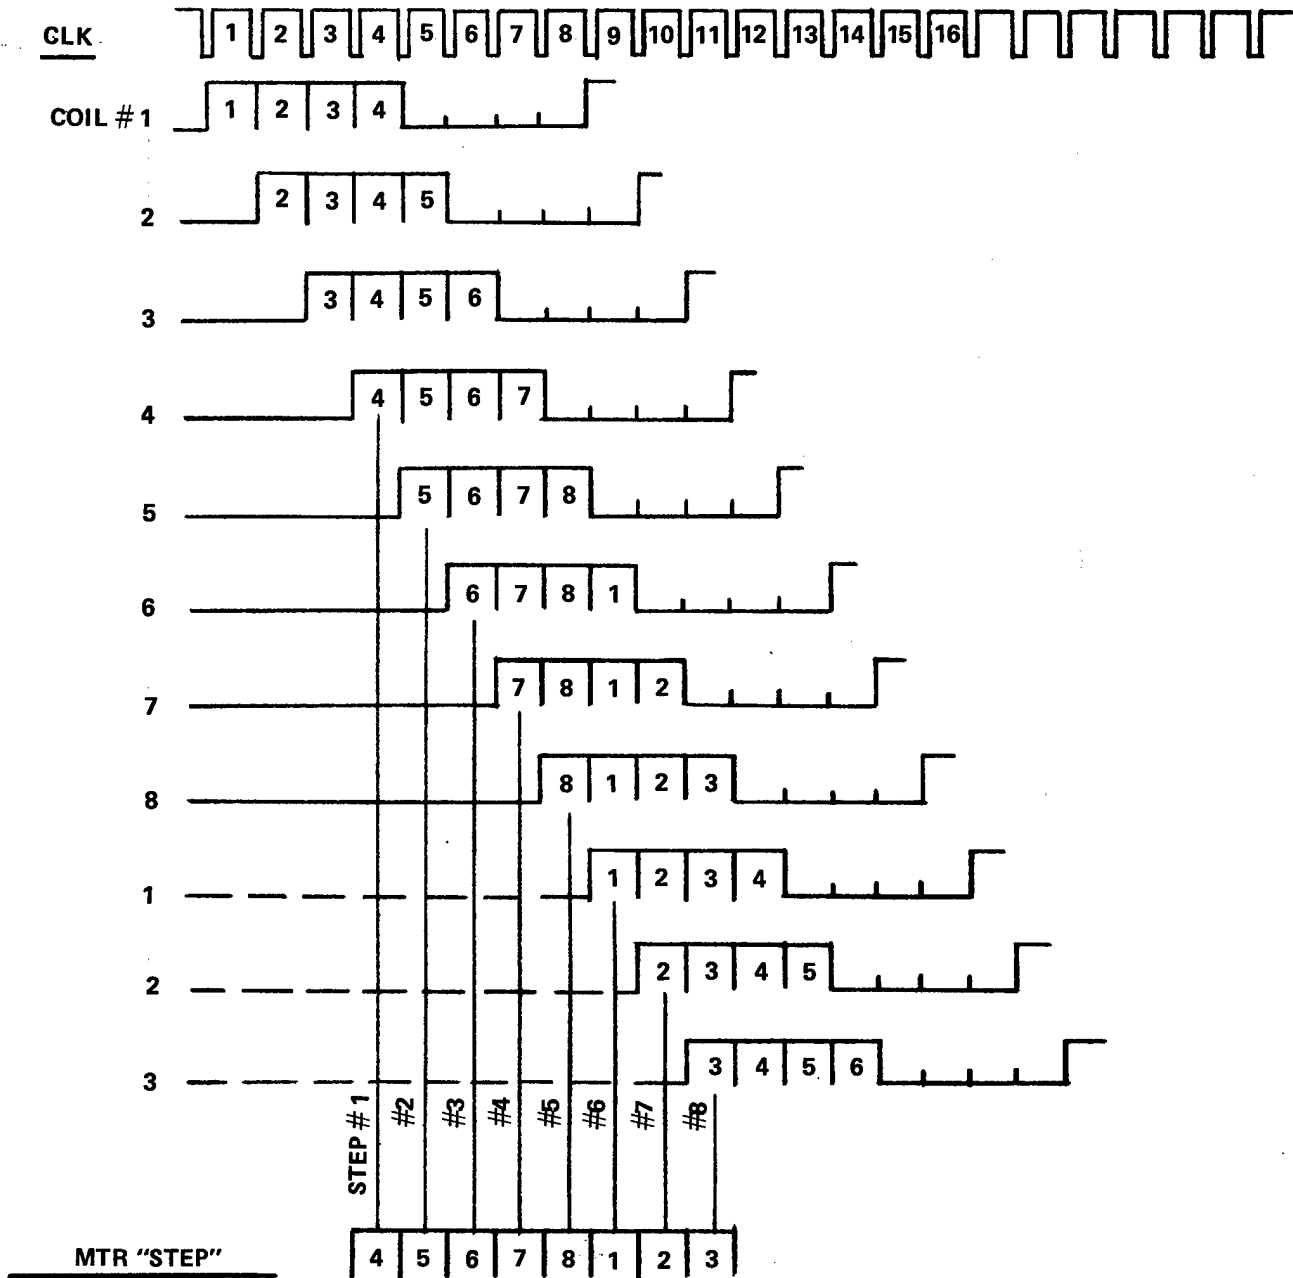 CLK 1 2 3 4 5 6 7 8 9 10 11 12 13 14 15 16
COIL #1 1 2 3 4
2 2 3 4 5
3 3 4 5 6
4 4 5 6 7
5 5 6 7 8
6 6 7 8 1
7 7 8 1 2
8 8 1 2 3
1 1 2 3 4
2 2 3 4 5
3 3 4 5 6
STEP #1 #2 #3 #4 #5 #6 #7 #8
MTR "STEP" 4 5 6 7 8 1 2 3